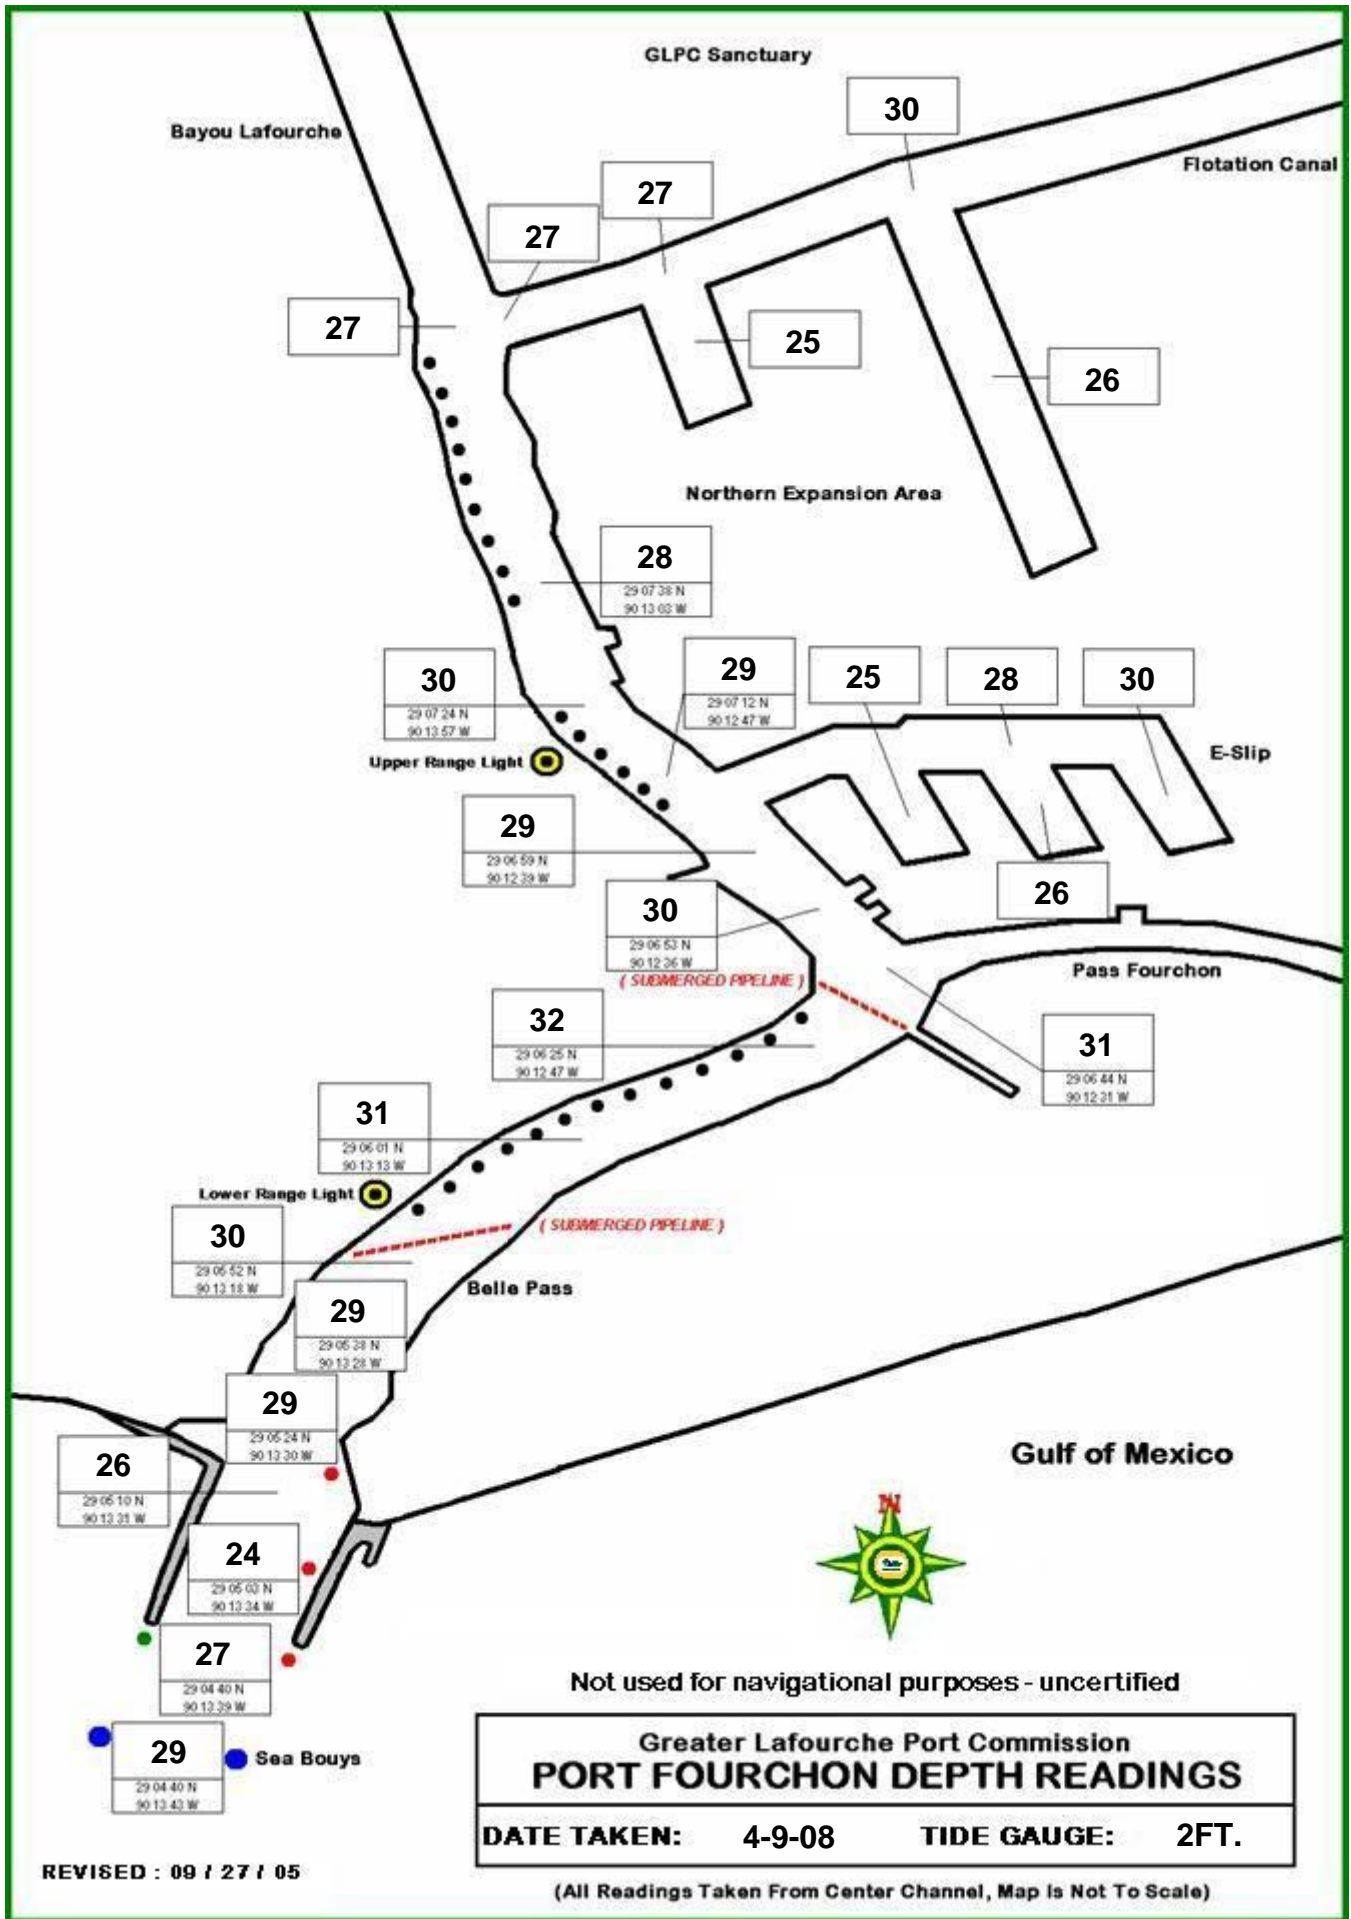 GLPC Sanctuary
30
Bayou Lafourche
Flotation Canal
27
27
27
25
26
Northern Expansion Area
28
29 07 38 N
90 13 03 W
30
29 07 24 N
90 13 57 W
29
29 07 12 N
90 12 47 W
25
28
30
Upper Range Light
E-Slip
29
29 06 59 N
90 12 39 W
26
30
29 06 53 N
90 12 36 W
( SUBMERGED PIPELINE )
Pass Fourchon
32
29 06 25 N
90 12 47 W
31
29 06 44 N
90 12 31 W
31
29 06 01 N
90 13 13 W
Lower Range Light
30
29 05 52 N
90 13 18 W
( SUBMERGED PIPELINE )
Belle Pass
29
29 05 38 N
90 13 28 W
29
29 05 24 N
90 13 30 W
Gulf of Mexico
26
29 05 10 N
90 13 31 W
N
24
29 05 03 N
90 13 34 W
27
29 04 40 N
90 13 39 W
Not used for navigational purposes - uncertified
29
29 04 40 N
90 13 43 W
Sea Bouys
Greater Lafourche Port Commission
PORT FOURCHON DEPTH READINGS
DATE TAKEN: 4-9-08 TIDE GAUGE: 2FT.
REVISED : 09 / 27 / 05
(All Readings Taken From Center Channel, Map Is Not To Scale)